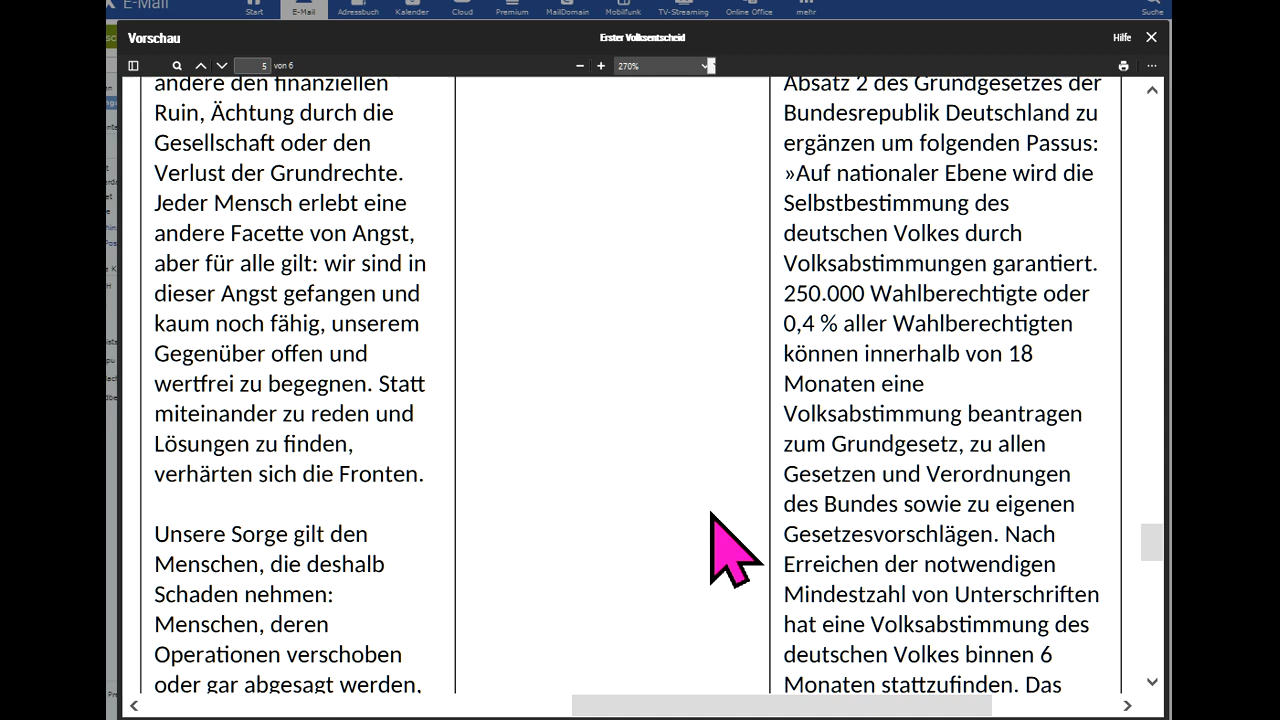 E-Mail
Start
E-Mail
Adressbuch
Kalender
Cloud
Premium
MailDomain
Mobilfunk
TV-Streaming
Online Office
mehr
Suche
Vorschau
Erster Volksentscheid
Hilfe
5 von 6
270%
andere den finanziellen
Ruin, Ächtung durch die
Gesellschaft oder den
Verlust der Grundrechte.
Jeder Mensch erlebt eine
andere Facette von Angst,
aber für alle gilt: wir sind in
dieser Angst gefangen und
kaum noch fähig, unserem
Gegenüber offen und
wertfrei zu begegnen. Statt
miteinander zu reden und
Lösungen zu finden,
verhärten sich die Fronten.
Unsere Sorge gilt den
Menschen, die deshalb
Schaden nehmen:
Menschen, deren
Operationen verschoben
oder gar abgesagt werden,
Absatz 2 des Grundgesetzes der
Bundesrepublik Deutschland zu
ergänzen um folgenden Passus:
»Auf nationaler Ebene wird die
Selbstbestimmung des
deutschen Volkes durch
Volksabstimmungen garantiert.
250.000 Wahlberechtigte oder
0,4 % aller Wahlberechtigten
können innerhalb von 18
Monaten eine
Volksabstimmung beantragen
zum Grundgesetz, zu allen
Gesetzen und Verordnungen
des Bundes sowie zu eigenen
Gesetzesvorschlägen. Nach
Erreichen der notwendigen
Mindestzahl von Unterschriften
hat eine Volksabstimmung des
deutschen Volkes binnen 6
Monaten stattzufinden. Das